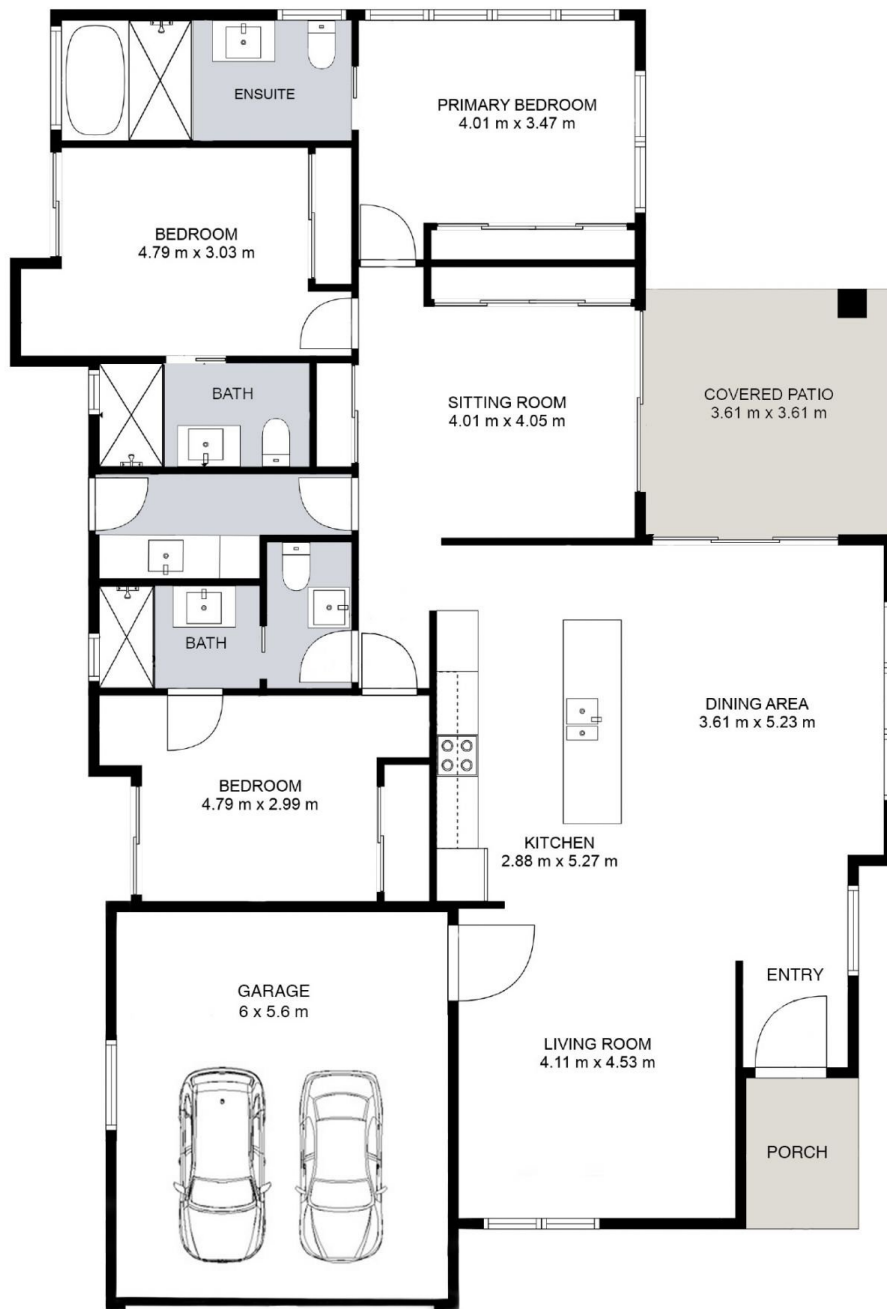 ENSUITE
PRIMARY BEDROOM
4.01 m x 3.47 m
BEDROOM
4.79 m x 3.03 m
BATH
SITTING ROOM
4.01 m x 4.05 m
COVERED PATIO
3.61 m x 3.61 m
BATH
DINING AREA
3.61 m x 5.23 m
BEDROOM
4.79 m x 2.99 m
KITCHEN
2.88 m x 5.27 m
GARAGE
6 x 5.6 m
ENTRY
LIVING ROOM
4.11 m x 4.53 m
PORCH